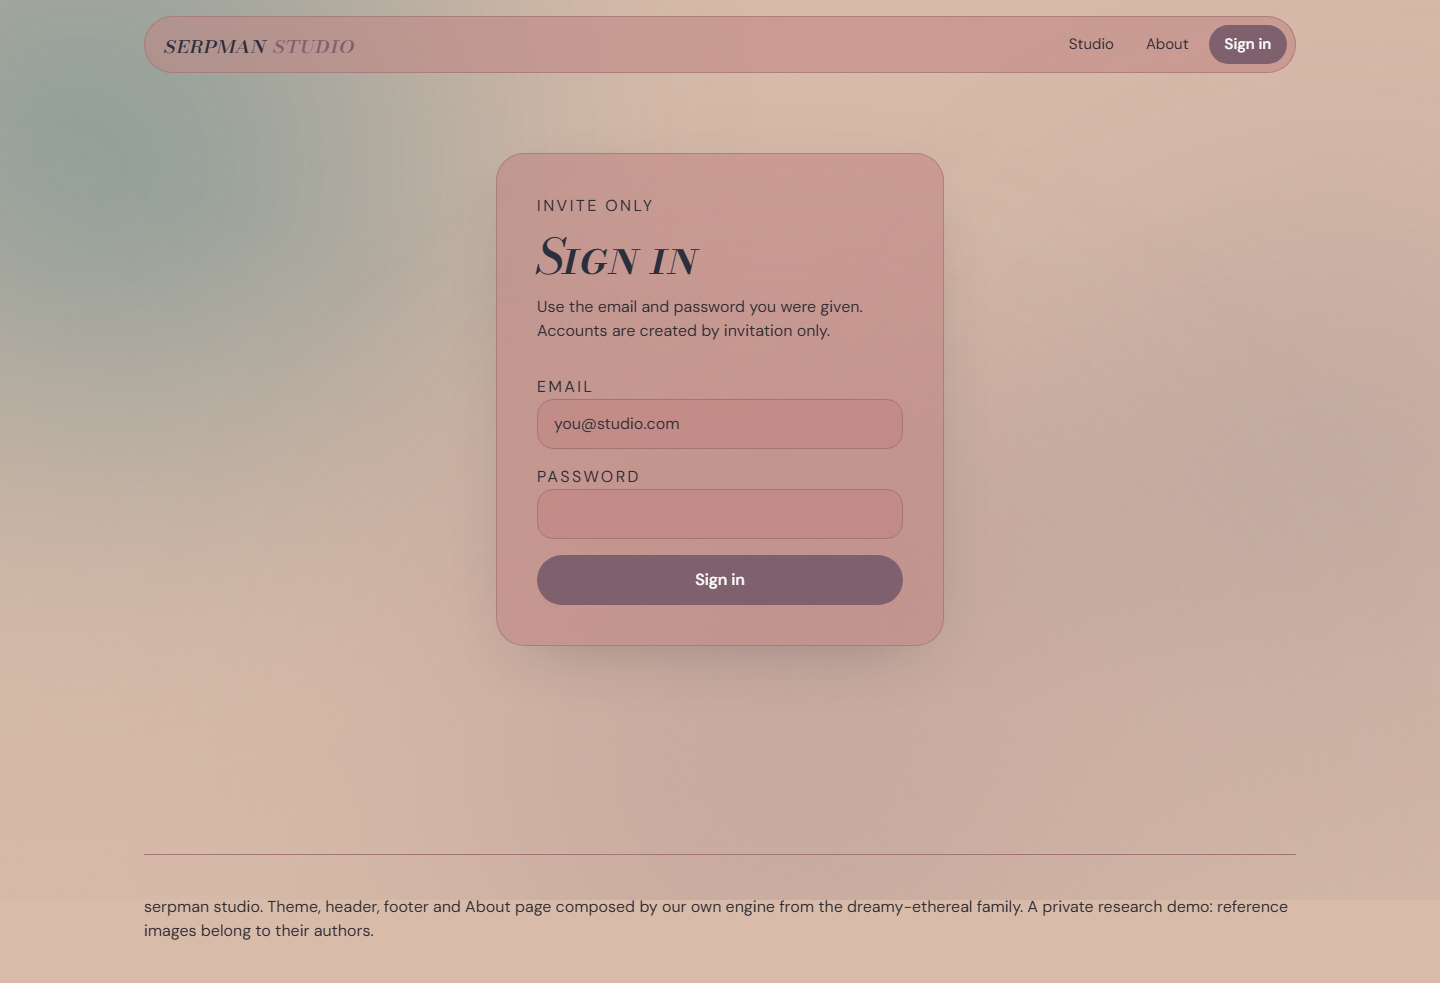 SERPMAN STUDIO
Studio
About
Sign in
INVITE ONLY
Sign in
Use the email and password you were given.
Accounts are created by invitation only.
EMAIL
you@studio.com
PASSWORD
Sign in
serpman studio. Theme, header, footer and About page composed by our own engine from the dreamy-ethereal family. A private research demo: reference
images belong to their authors.